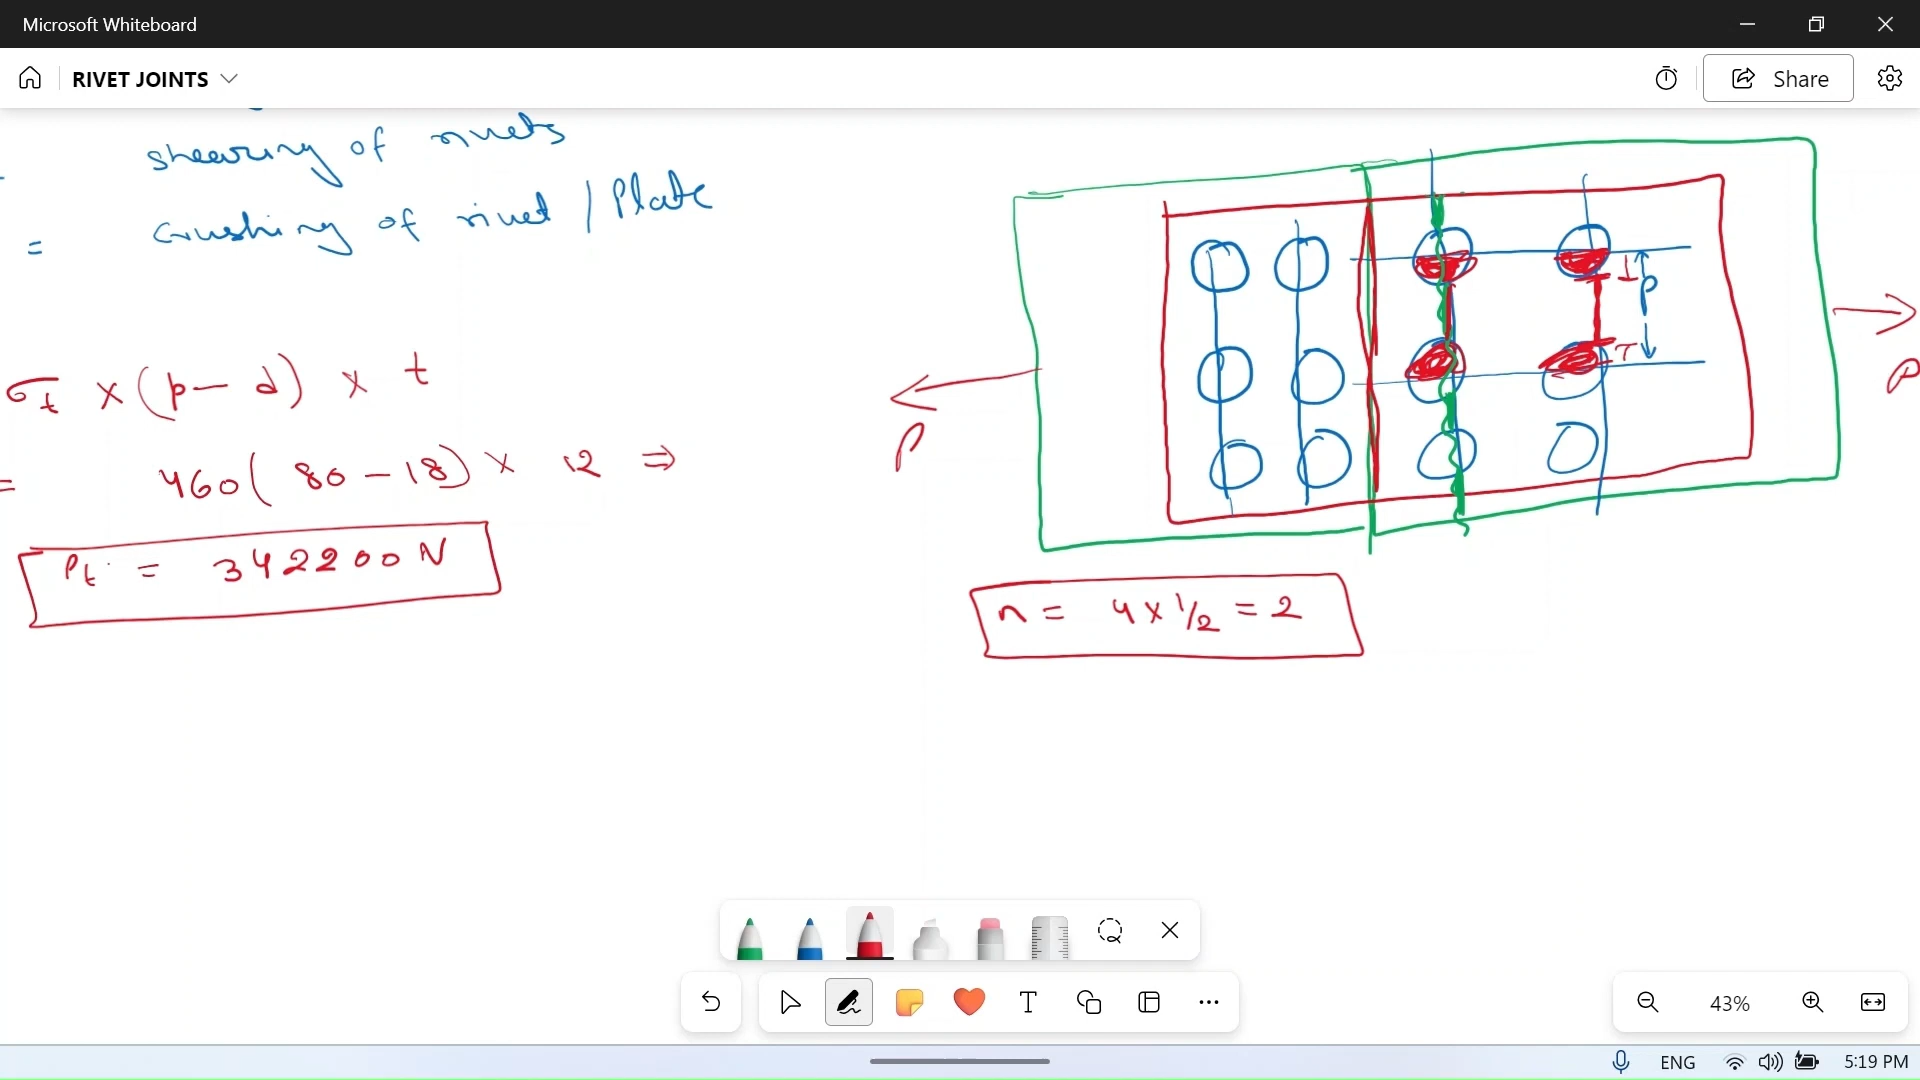 Microsoft Whiteboard
RIVET JOINTS
Share
shearing of rivets
= crushing of rivet / Plate
σt × (p - d) × t
= 460 ( 80 - 18) × 12 ⇒
Pt = 342200 N
P
p
P
n = 4 × 1/2 = 2
T
43%
ENG
5:19 PM